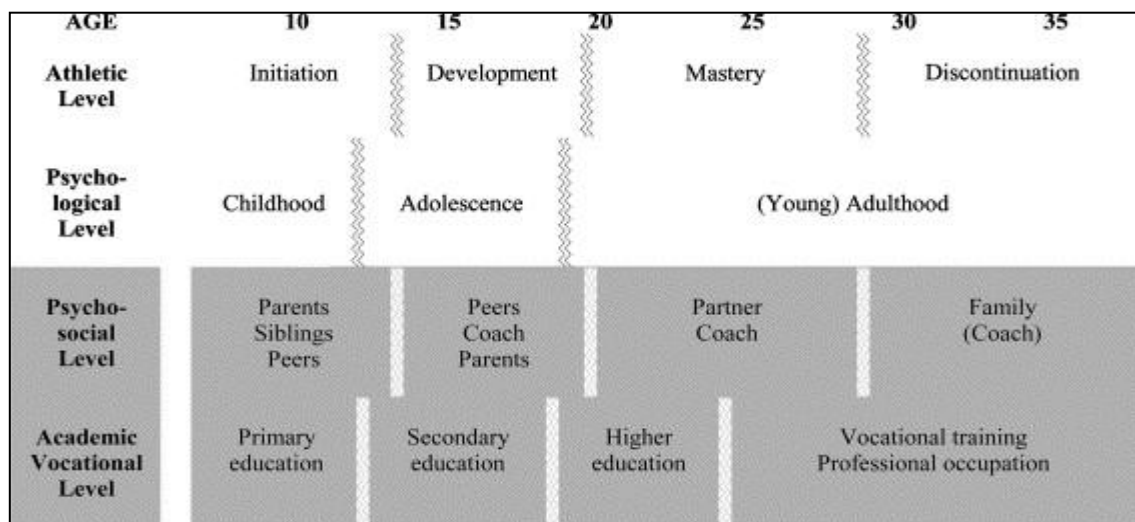 AGE 10 15 20 25 30 35
Athletic
Level
Initiation Development Mastery Discontinuation
Psycho-
logical
Level
Childhood Adolescence (Young) Adulthood
Psycho-
social
Level
Parents
Siblings
Peers
Peers
Coach
Parents
Partner
Coach
Family
(Coach)
Academic
Vocational
Level
Primary
education
Secondary
education
Higher
education
Vocational training
Professional occupation